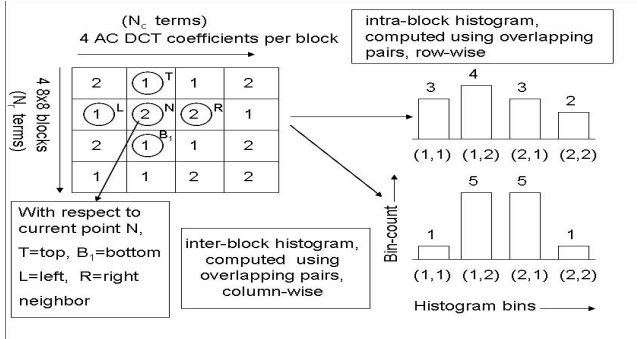 (N_c terms)
4 AC DCT coefficients per block
4 8x8 blocks
(N_r terms)
2 1 T 1 2
1 L 2 N 2 R 1
2 1 B₁ 1 2
1 1 2 2
With respect to
current point N,
T=top, B₁=bottom
L=left, R=right
neighbor
inter-block histogram,
computed using
overlapping pairs,
column-wise
intra-block histogram,
computed using overlapping
pairs, row-wise
3 4 3 2
(1,1) (1,2) (2,1) (2,2)
Bin-count
1 5 5 1
(1,1) (1,2) (2,1) (2,2)
Histogram bins